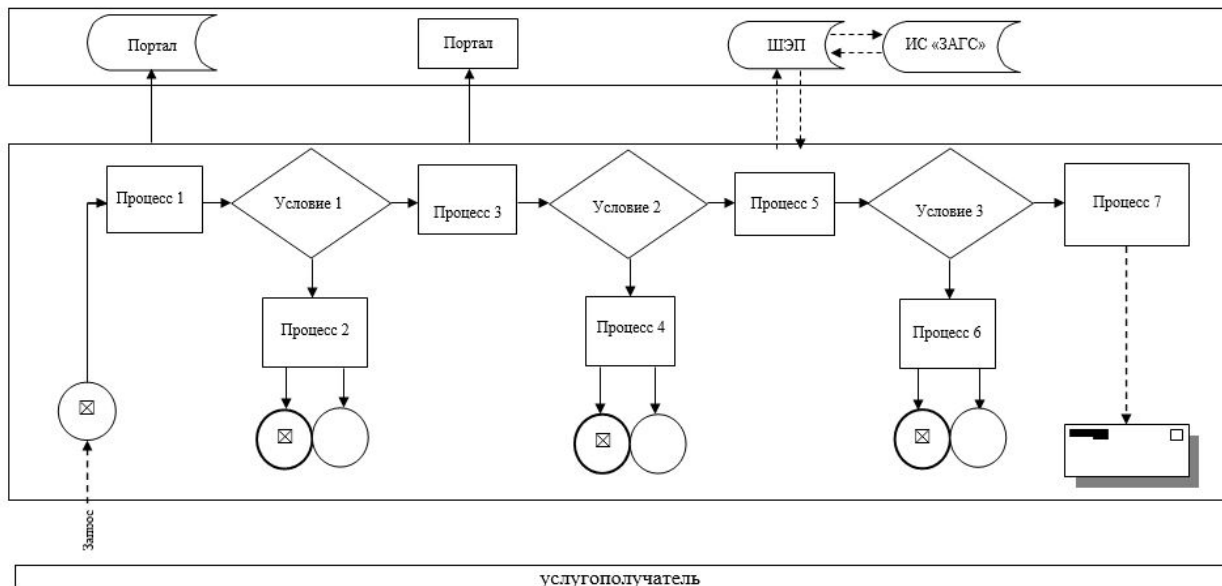 Портал
Портал
ШЭП
ИС «ЗАГС»
Процесс 1
Условие 1
Процесс 3
Условие 2
Процесс 5
Условие 3
Процесс 7
Процесс 2
Процесс 4
Процесс 6
Запрос
услугополучатель